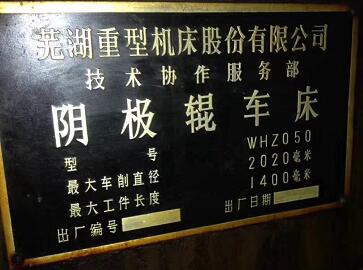 芜湖重型机床股份有限公司
技术协作服务部
阴极辊车床
型号 WHZ050
最大车削直径 2020毫米
最大工件长度 1400毫米
出厂编号 出厂日期